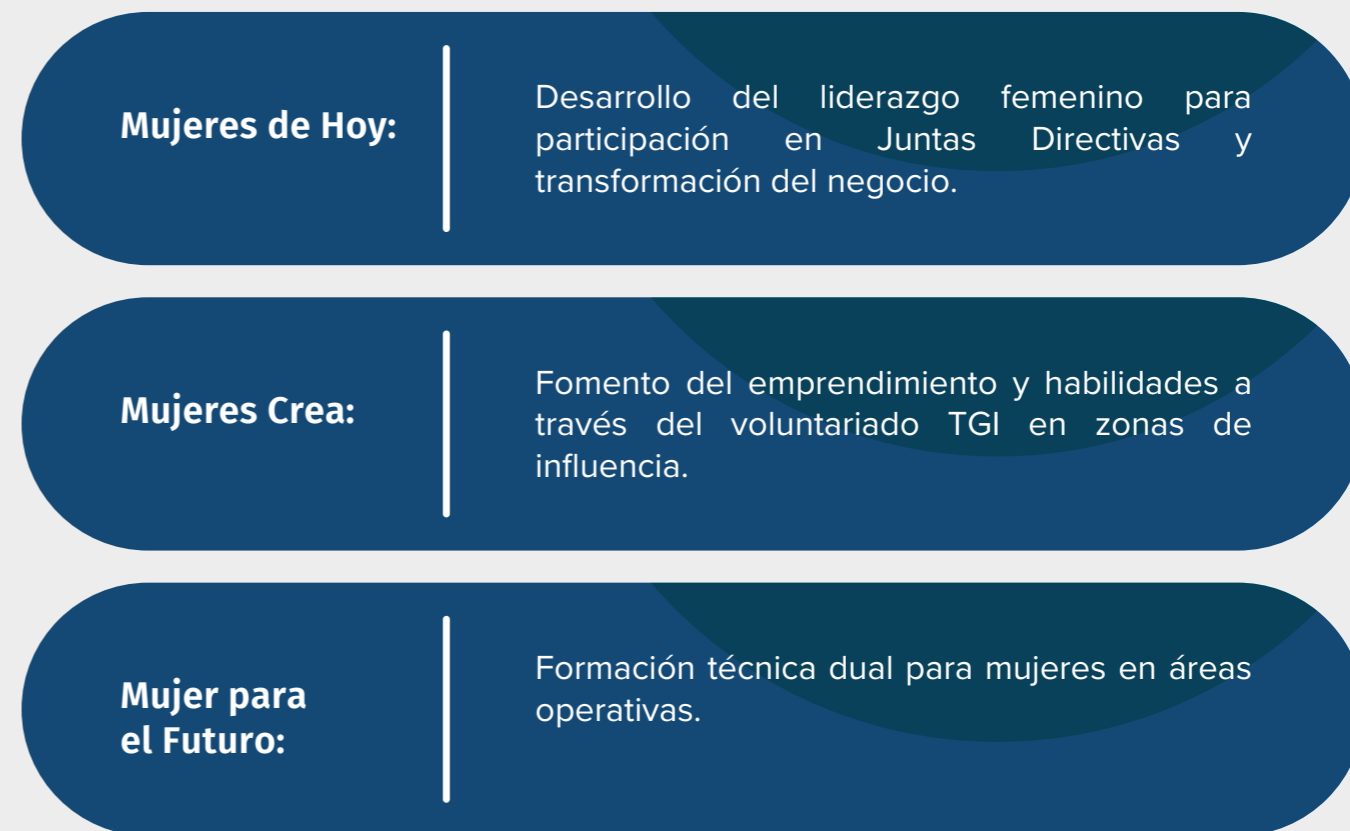 Mujeres de Hoy:
Desarrollo del liderazgo femenino para
participación en Juntas Directivas y
transformación del negocio.
Mujeres Crea:
Fomento del emprendimiento y habilidades a
través del voluntariado TGI en zonas de
influencia.
Mujer para
el Futuro:
Formación técnica dual para mujeres en áreas
operativas.